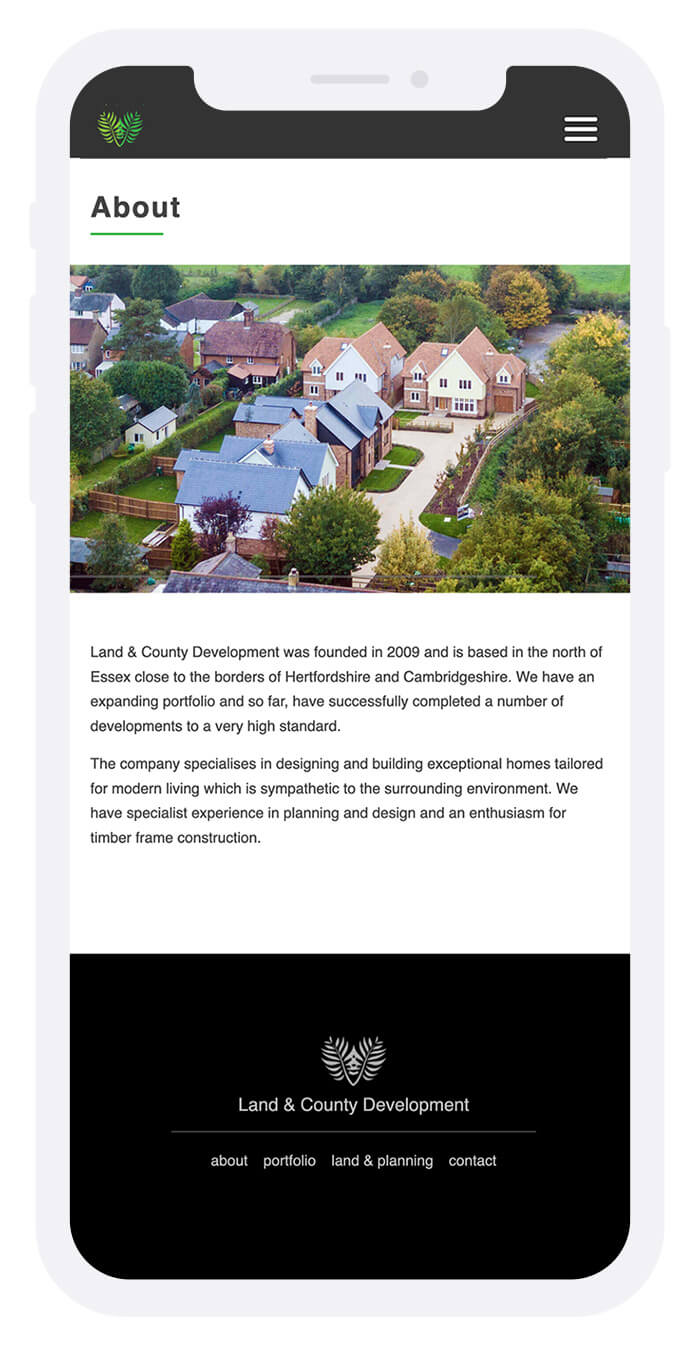 About
Land & County Development was founded in 2009 and is based in the north of
Essex close to the borders of Hertfordshire and Cambridgeshire. We have an
expanding portfolio and so far, have successfully completed a number of
developments to a very high standard.
The company specialises in designing and building exceptional homes tailored
for modern living which is sympathetic to the surrounding environment. We
have specialist experience in planning and design and an enthusiasm for
timber frame construction.
Land & County Development
about portfolio land & planning contact